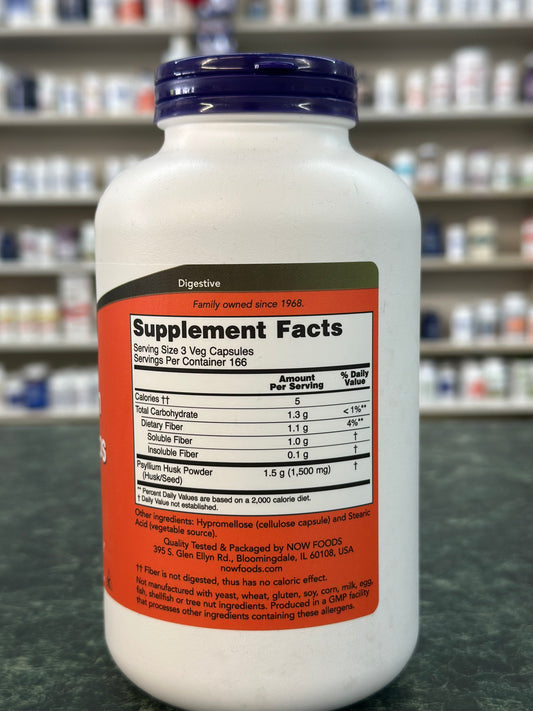 Digestive
Family owned since 1968.
Supplement Facts
Serving Size 3 Veg Capsules
Servings Per Container 166
Amount Per Serving % Daily Value
Calories †† 5
Total Carbohydrate 1.3 g < 1%**
Dietary Fiber 1.1 g 4%**
Soluble Fiber 1.0 g †
Insoluble Fiber 0.1 g †
Psyllium Husk Powder 1.5 g (1,500 mg) †
(Husk/Seed)
** Percent Daily Values are based on a 2,000 calorie diet.
† Daily Value not established.
Other ingredients: Hypromellose (cellulose capsule) and Stearic
Acid (vegetable source).
Quality Tested & Packaged by NOW FOODS
395 S. Glen Ellyn Rd., Bloomingdale, IL 60108, USA
nowfoods.com
†† Fiber is not digested, thus has no caloric effect.
Not manufactured with yeast, wheat, gluten, soy, corn, milk, egg,
fish, shellfish or tree nut ingredients. Produced in a GMP facility
that processes other ingredients containing these allergens.